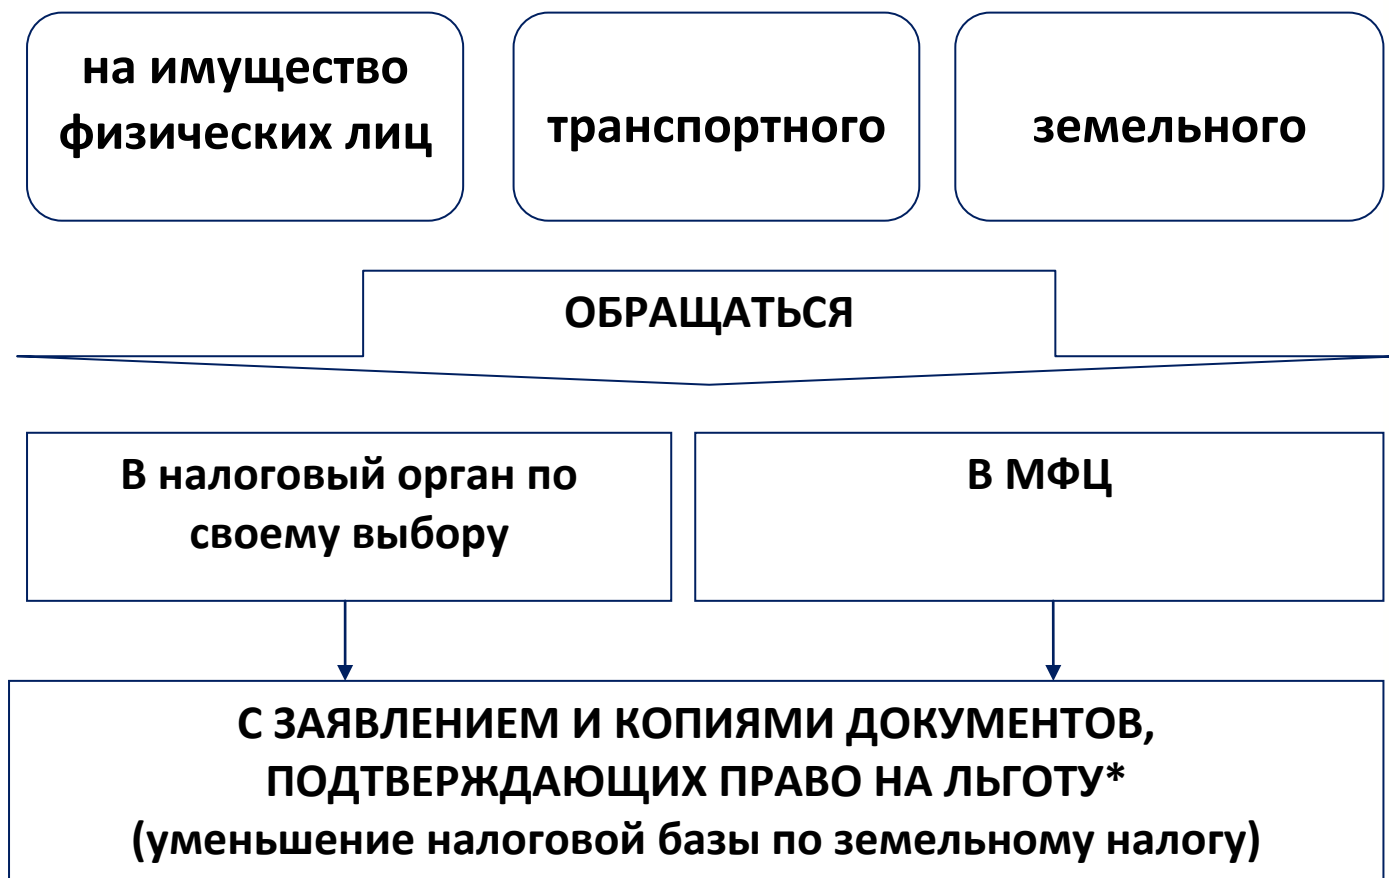 на имущество
физических лиц
транспортного
земельного
ОБРАЩАТЬСЯ
В налоговый орган по
своему выбору
В МФЦ
С ЗАЯВЛЕНИЕМ И КОПИЯМИ ДОКУМЕНТОВ,
ПОДТВЕРЖДАЮЩИХ ПРАВО НА ЛЬГОТУ*
(уменьшение налоговой базы по земельному налогу)